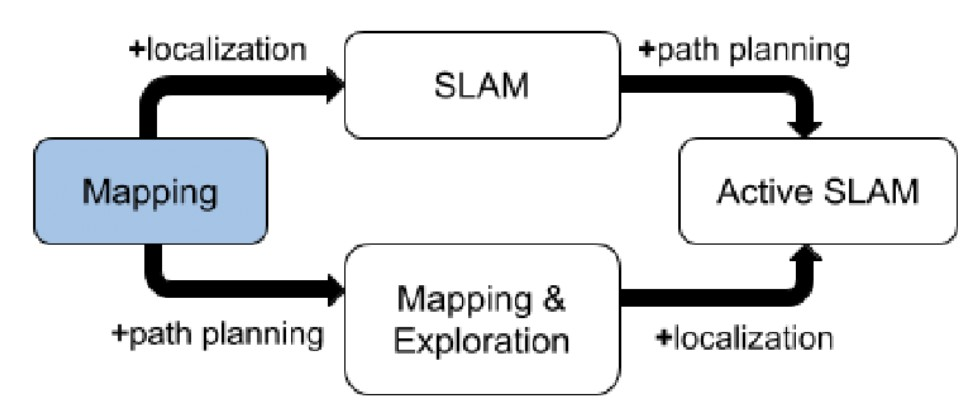 +localization
SLAM
+path planning
Mapping
Active SLAM
+path planning
Mapping &
Exploration
+localization